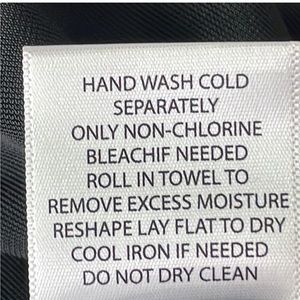 HAND WASH COLD
SEPARATELY
ONLY NON-CHLORINE
BLEACHIF NEEDED
ROLL IN TOWEL TO
REMOVE EXCESS MOISTURE
RESHAPE LAY FLAT TO DRY
COOL IRON IF NEEDED
DO NOT DRY CLEAN